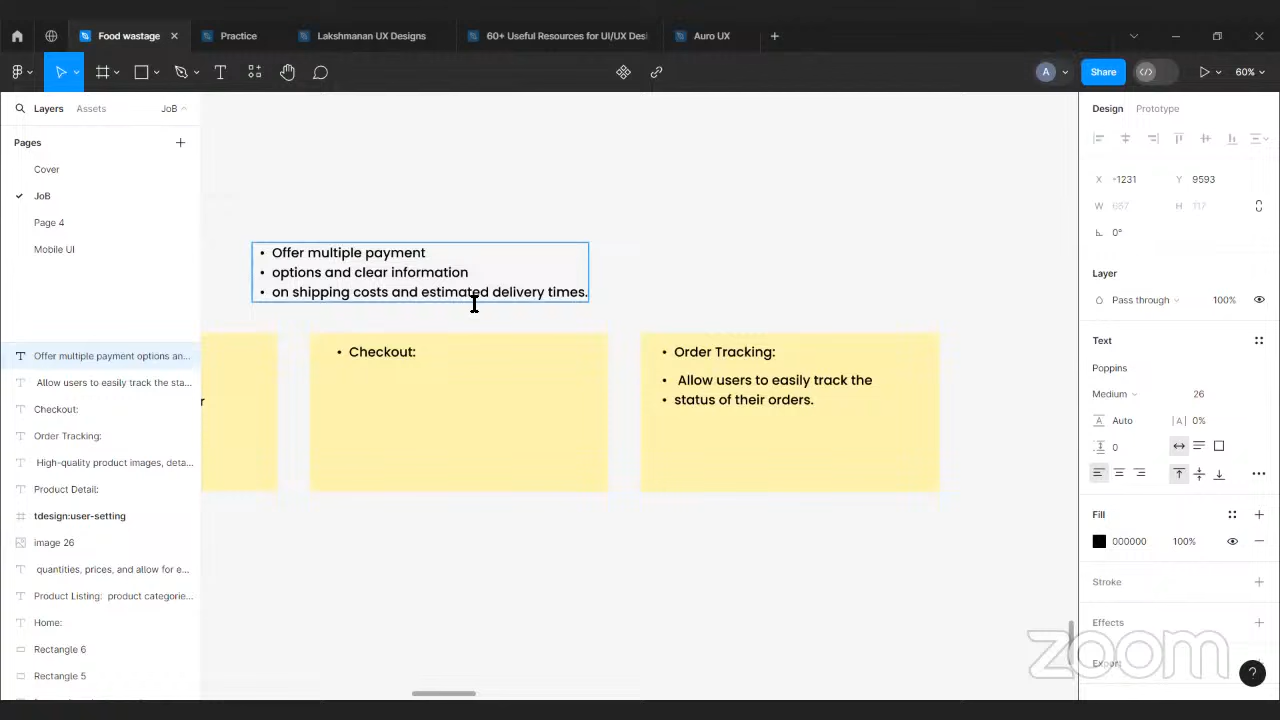 Food wastage
Practice
Lakshmanan UX Designs
60+ Useful Resources for UI/UX Desi
Auro UX
A
Share
60%
Layers
Assets
JoB
Pages
Cover
JoB
Page 4
Mobile UI
Offer multiple payment options an...
Allow users to easily track the sta...
Checkout:
Order Tracking:
High-quality product images, deta...
Product Detail:
tdesign:user-setting
image 26
quantities, prices, and allow for e...
Product Listing: product categorie...
Home:
Rectangle 6
Rectangle 5
• Offer multiple payment
• options and clear information
• on shipping costs and estimated delivery times.
r
• Checkout:
• Order Tracking:
• Allow users to easily track the
• status of their orders.
Design
Prototype
X -1231
Y 9593
W 687
H 117
0°
Layer
Pass through
100%
Text
Poppins
Medium
26
Auto
0%
0
Fill
000000
100%
Stroke
Effects
Export
zoom
?